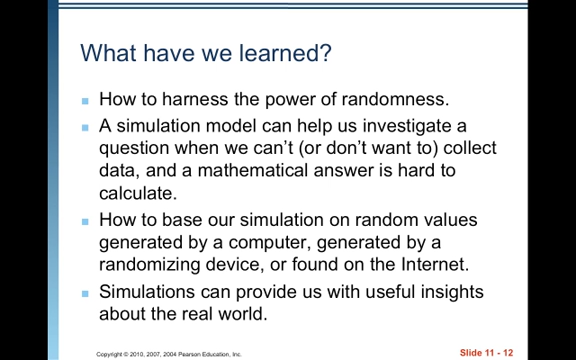 What have we learned?
How to harness the power of randomness.
A simulation model can help us investigate a
question when we can't (or don't want to) collect
data, and a mathematical answer is hard to
calculate.
How to base our simulation on random values
generated by a computer, generated by a
randomizing device, or found on the Internet.
Simulations can provide us with useful insights
about the real world.
Copyright © 2010, 2007, 2004 Pearson Education, Inc.
Slide 11 - 12